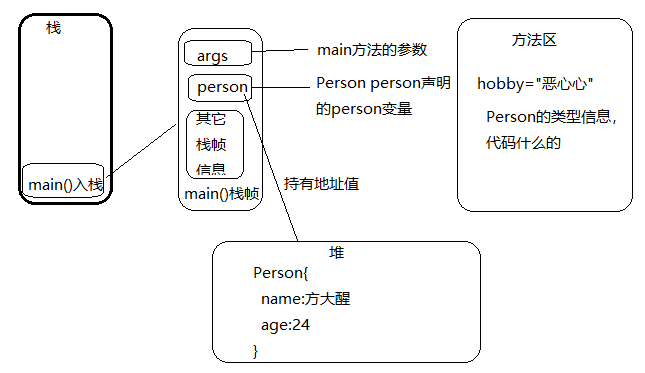 栈
main()入栈
args
person
其它
栈帧
信息
main()栈帧
main方法的参数
Person person声明
的person变量
持有地址值
方法区
hobby="恶心心"
Person的类型信息，
代码什么的
堆
Person{
name:方大醒
age:24
}